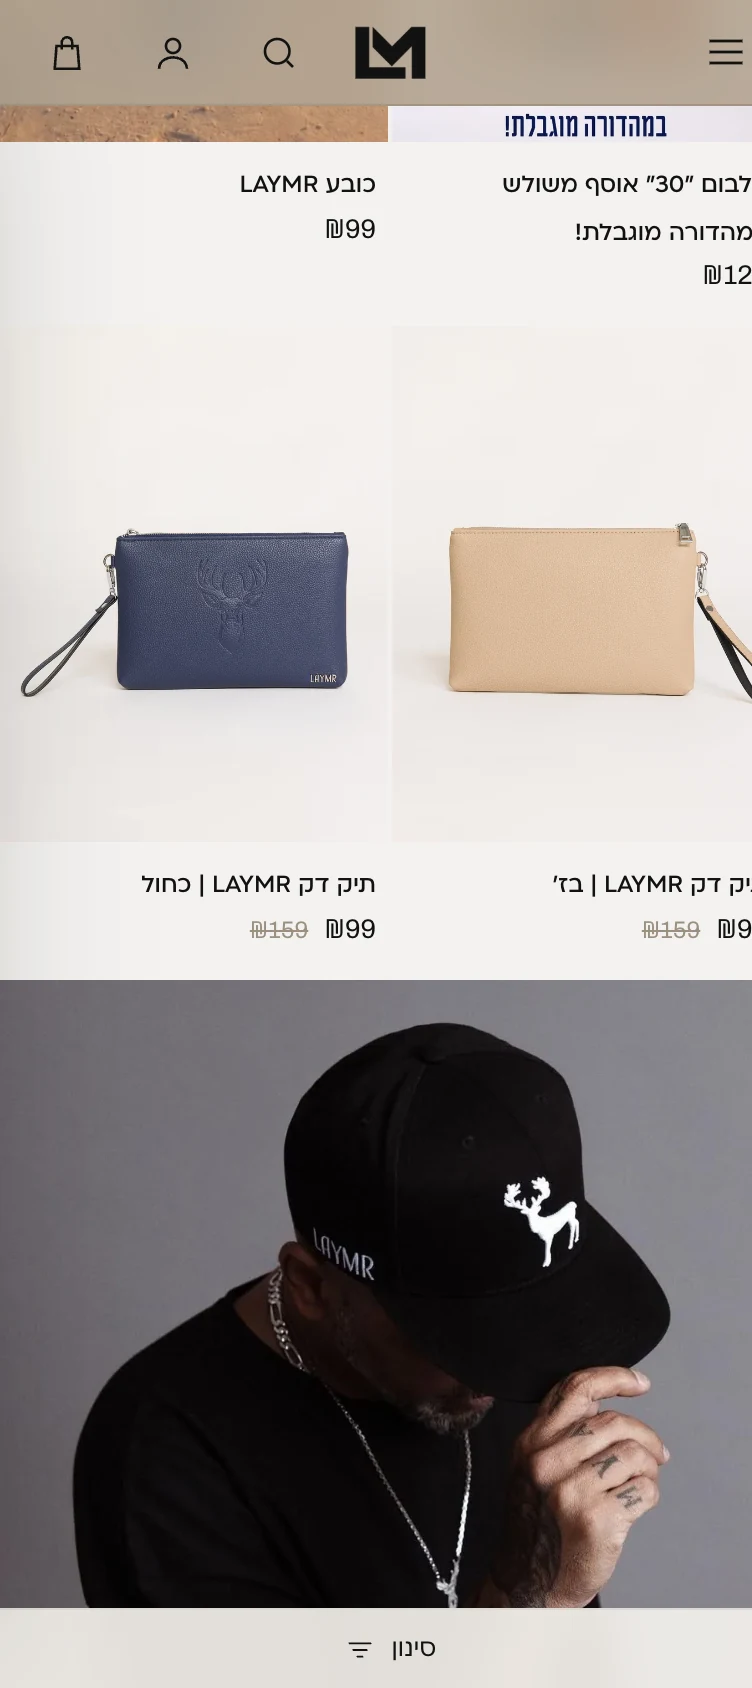 LM
במהדורה מוגבלת!
לבום "30" אוסף משולש
מהדורה מוגבלת!
₪12
כובע LAYMR
₪99
LAYMR
יק דק LAYMR | בז'
₪9 ₪159
תיק דק LAYMR | כחול
₪99 ₪159
LAYMR
סינון